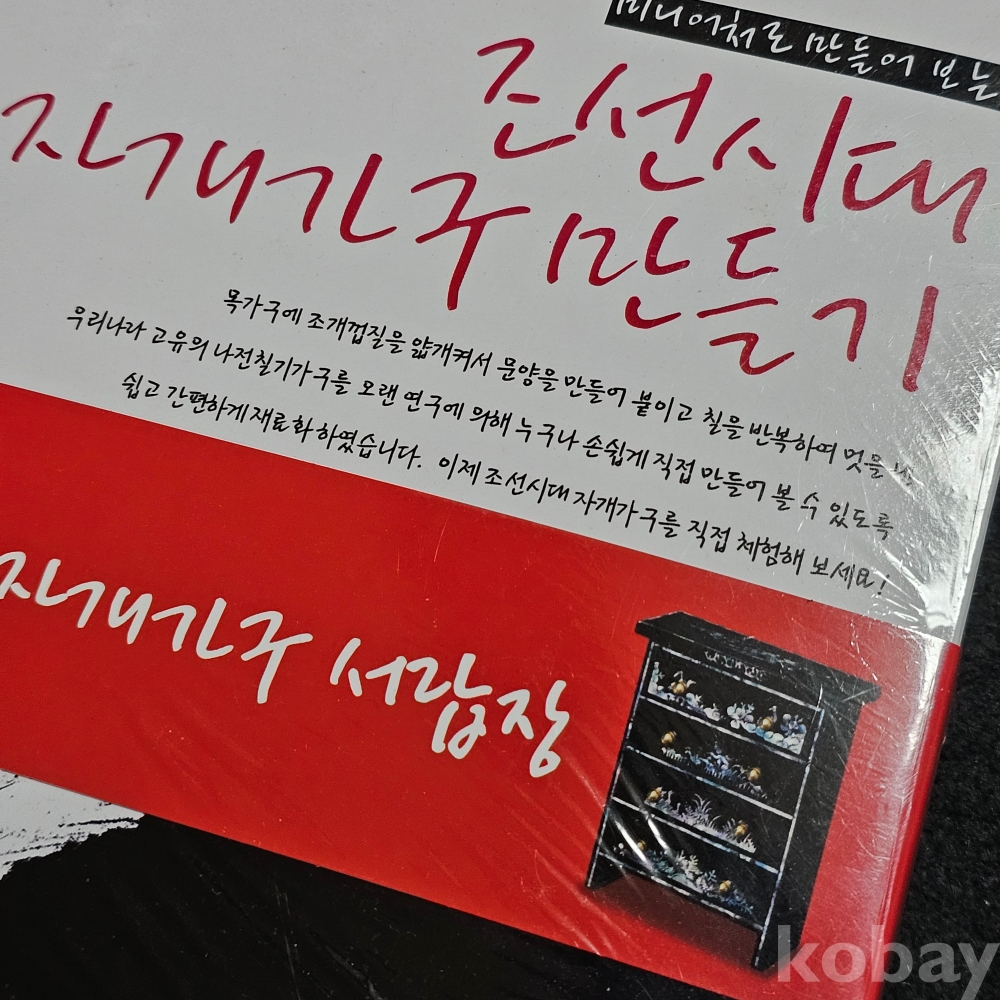 미니어처로 만들어 보는
조선시대
자개가구 만들기
목가구에 조개껍질을 얇개켜서 문양을 만들어 붙이고 칠을 반복하여 멋을
우리나라 고유의 나전칠기가구를 오랜 연구에 의해 누구나 손쉽게 직접 만들어 볼 수 있도록
쉽고 간편하게 재료화 하였습니다. 이제 조선시대 자개가구를 직접 체험해 보세요!
자개가구 서랍장
kobay